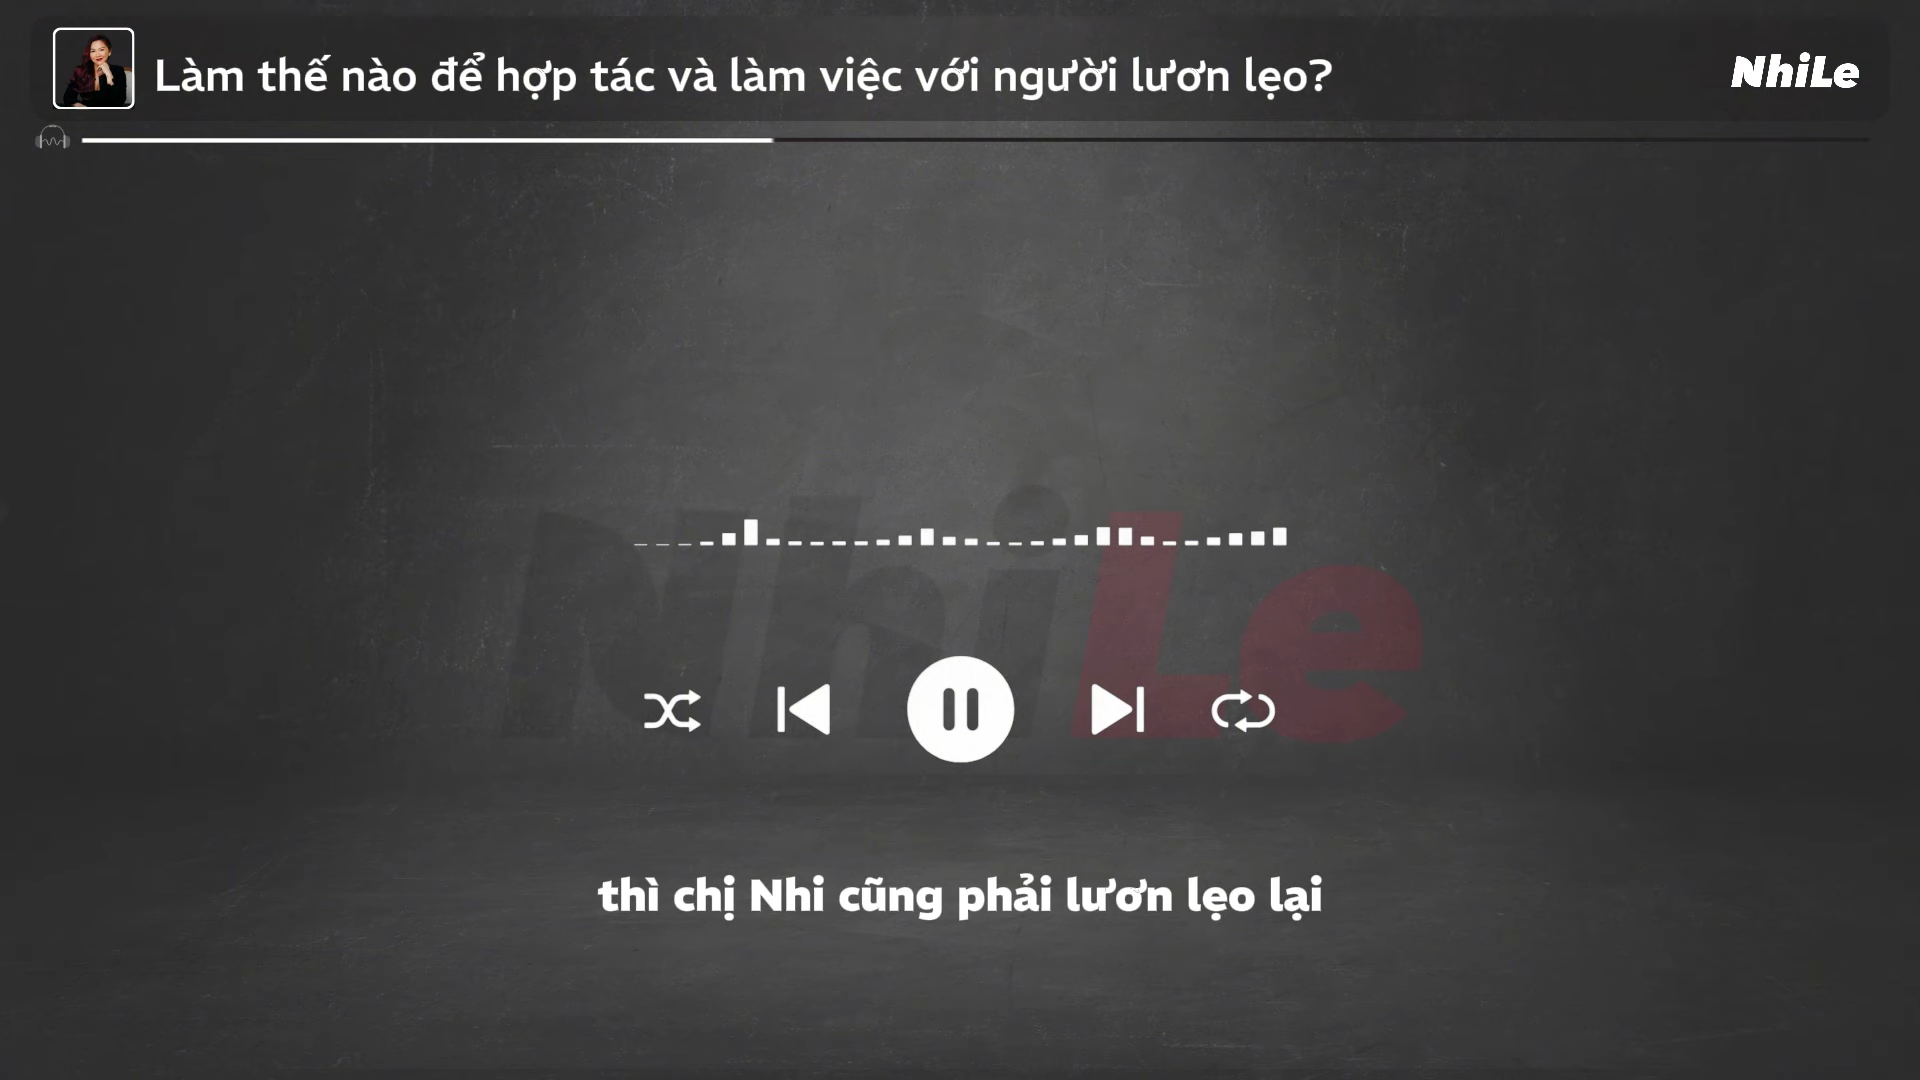 Làm thế nào để hợp tác và làm việc với người lươn lẹo?
NhiLe
NhiLe
thì chị Nhi cũng phải lươn lẹo lại